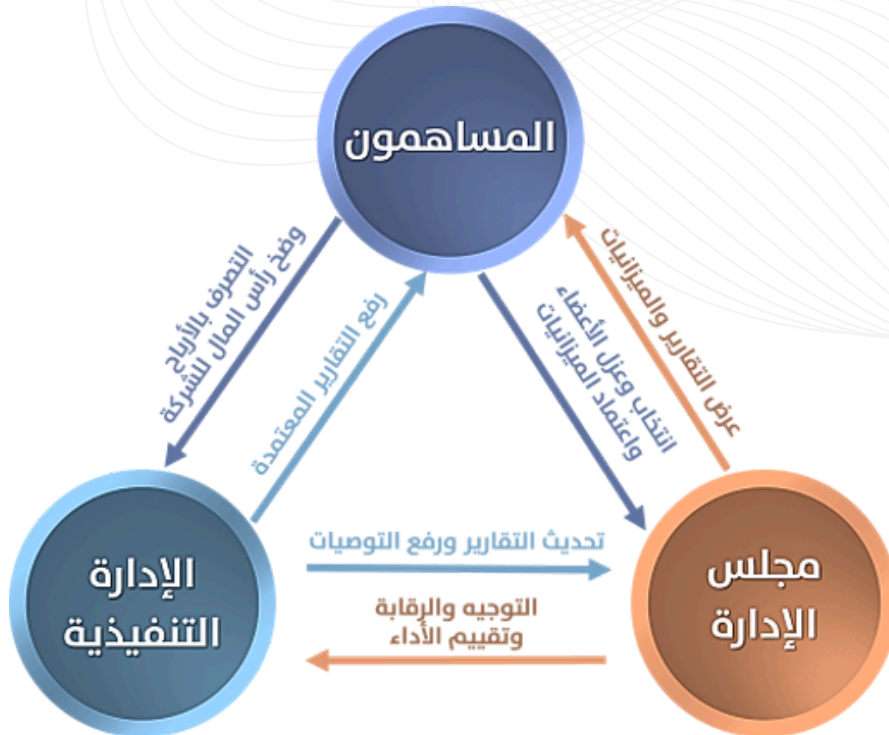 المساهمون
عرض التقارير والميزانيات
انتخاب وعزل الأعضاء
واعتماد الميزانيات
رفع التقارير المعتمدة
التصرف بالأرباح
وضخ رأس المال للشركة
مجلس
الإدارة
تحديث التقارير ورفع التوصيات
التوجيه والرقابة
وتقييم الأداء
الإدارة
التنفيذية